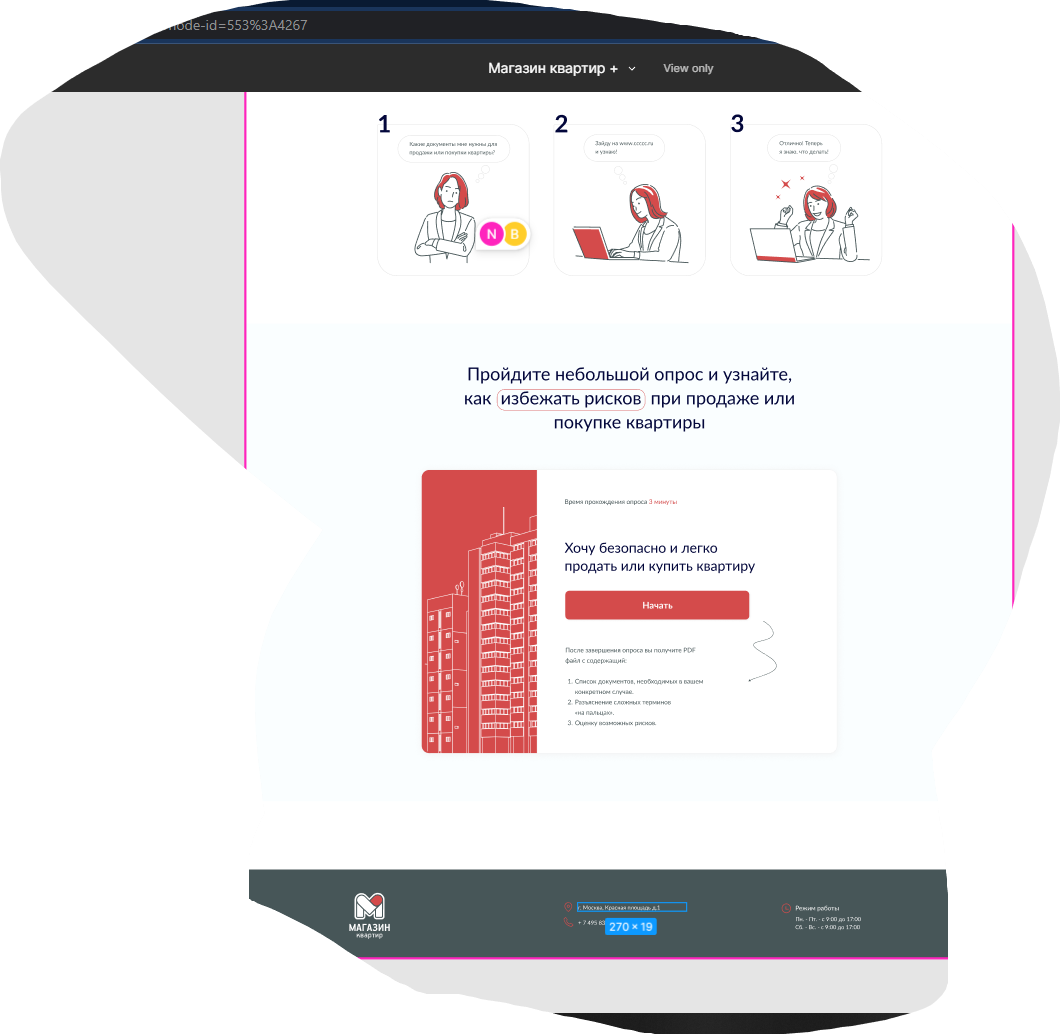 node-id=553%3A4267
Магазин квартир +
View only
1
Какие документы мне нужны для
продажи или покупки квартиры?
2
Зайду на www.ccccc.ru
и узнаю!
3
Отлично! Теперь
я знаю, что делать!
N B
Пройдите небольшой опрос и узнайте,
как избежать рисков при продаже или
покупке квартиры
Время прохождения опроса 3 минуты
Хочу безопасно и легко
продать или купить квартиру
Начать
После завершения опроса вы получите PDF
файл с содержащий:
1. Список документов, необходимых в вашем
конкретном случае.
2. Разъяснение сложных терминов
«на пальцах».
3. Оценку возможных рисков.
МАГАЗИН
квартир
г. Москва, Красная площадь, д.1
+ 7 495 83
270 × 19
Режим работы
Пн. - Пт. - с 9:00 до 17:00
Сб. - Вс. - с 9:00 до 17:00